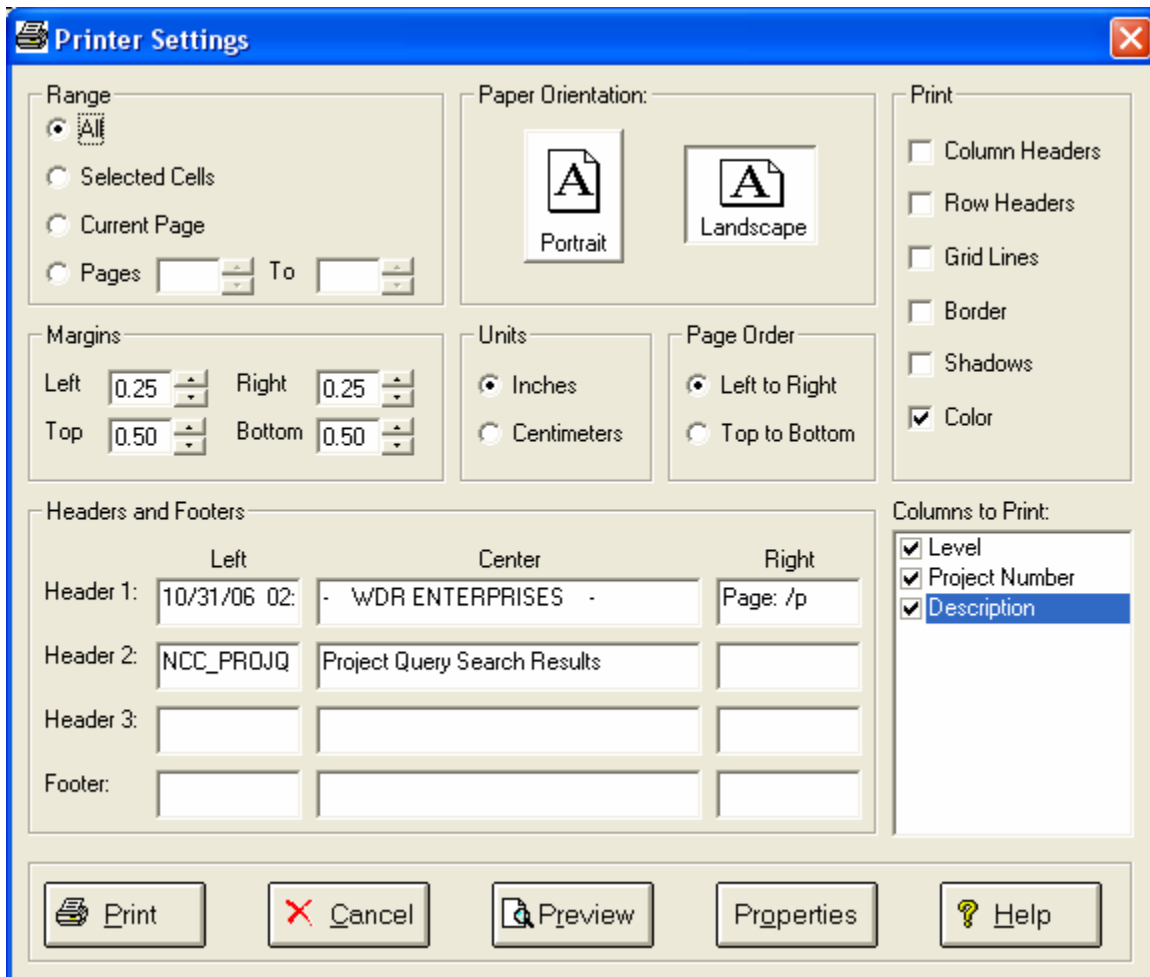 Printer Settings
Range
All
Selected Cells
Current Page
Pages To
Paper Orientation:
A
Portrait
A
Landscape
Print
Column Headers
Row Headers
Grid Lines
Border
Shadows
Color
Margins
Left 0.25 Right 0.25
Top 0.50 Bottom 0.50
Units
Inches
Centimeters
Page Order
Left to Right
Top to Bottom
Headers and Footers
Left Center Right
Header 1: 10/31/06 02: - WDR ENTERPRISES - Page: /p
Header 2: NCC_PROJQ Project Query Search Results
Header 3:
Footer:
Columns to Print:
Level
Project Number
Description
Print Cancel Preview Properties Help